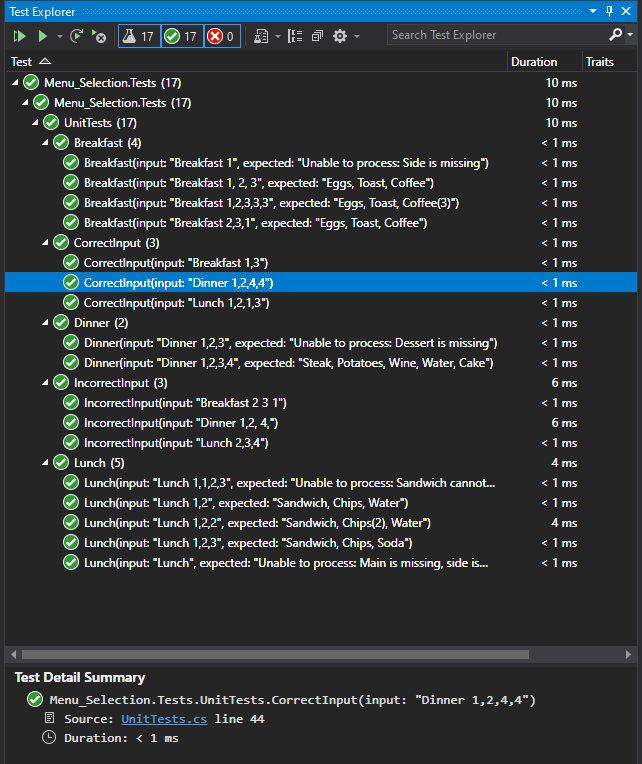 Test Explorer
17 17 0 Search Test Explorer
Test Duration Traits
Menu_Selection.Tests (17) 10 ms
Menu_Selection.Tests (17) 10 ms
UnitTests (17) 10 ms
Breakfast (4) < 1 ms
Breakfast(input: "Breakfast 1", expected: "Unable to process: Side is missing") < 1 ms
Breakfast(input: "Breakfast 1, 2, 3", expected: "Eggs, Toast, Coffee") < 1 ms
Breakfast(input: "Breakfast 1,2,3,3,3", expected: "Eggs, Toast, Coffee(3)") < 1 ms
Breakfast(input: "Breakfast 2,3,1", expected: "Eggs, Toast, Coffee") < 1 ms
CorrectInput (3) < 1 ms
CorrectInput(input: "Breakfast 1,3") < 1 ms
CorrectInput(input: "Dinner 1,2,4,4") < 1 ms
CorrectInput(input: "Lunch 1,2,1,3") < 1 ms
Dinner (2) < 1 ms
Dinner(input: "Dinner 1,2,3", expected: "Unable to process: Dessert is missing") < 1 ms
Dinner(input: "Dinner 1,2,3,4", expected: "Steak, Potatoes, Wine, Water, Cake") < 1 ms
IncorrectInput (3) 6 ms
IncorrectInput(input: "Breakfast 2 3 1") < 1 ms
IncorrectInput(input: "Dinner 1,2, 4,") 6 ms
IncorrectInput(input: "Lunch 2,3,4") < 1 ms
Lunch (5) 4 ms
Lunch(input: "Lunch 1,1,2,3", expected: "Unable to process: Sandwich cannot... < 1 ms
Lunch(input: "Lunch 1,2", expected: "Sandwich, Chips, Water") < 1 ms
Lunch(input: "Lunch 1,2,2", expected: "Sandwich, Chips(2), Water") 4 ms
Lunch(input: "Lunch 1,2,3", expected: "Sandwich, Chips, Soda") < 1 ms
Lunch(input: "Lunch", expected: "Unable to process: Main is missing, side is... < 1 ms
Test Detail Summary
Menu_Selection.Tests.UnitTests.CorrectInput(input: "Dinner 1,2,4,4")
Source: UnitTests.cs line 44
Duration: < 1 ms